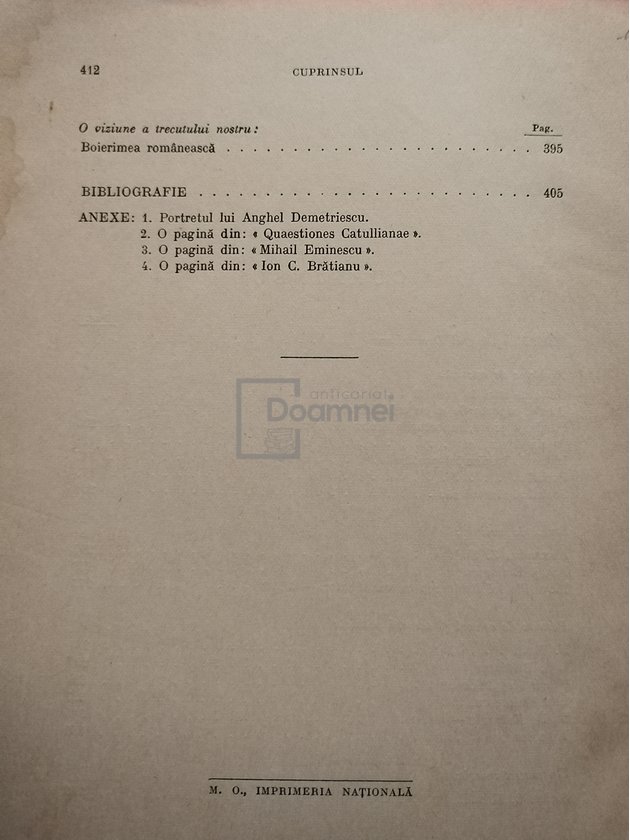 412
CUPRINSUL
O viziune a trecutului nostru :
Pag.
Boierimea românească . . . . . . . . . . . . . . . . . . . . . . . 395
BIBLIOGRAFIE . . . . . . . . . . . . . . . . . . . . . . . . . 405
ANEXE: 1. Portretul lui Anghel Demetriescu.
2. O pagină din: « Quaestiones Catullianae ».
3. O pagină din: « Mihail Eminescu ».
4. O pagină din: « Ion C. Brătianu ».
anticariat
Doamnei
M. O., IMPRIMERIA NAȚIONALĂ